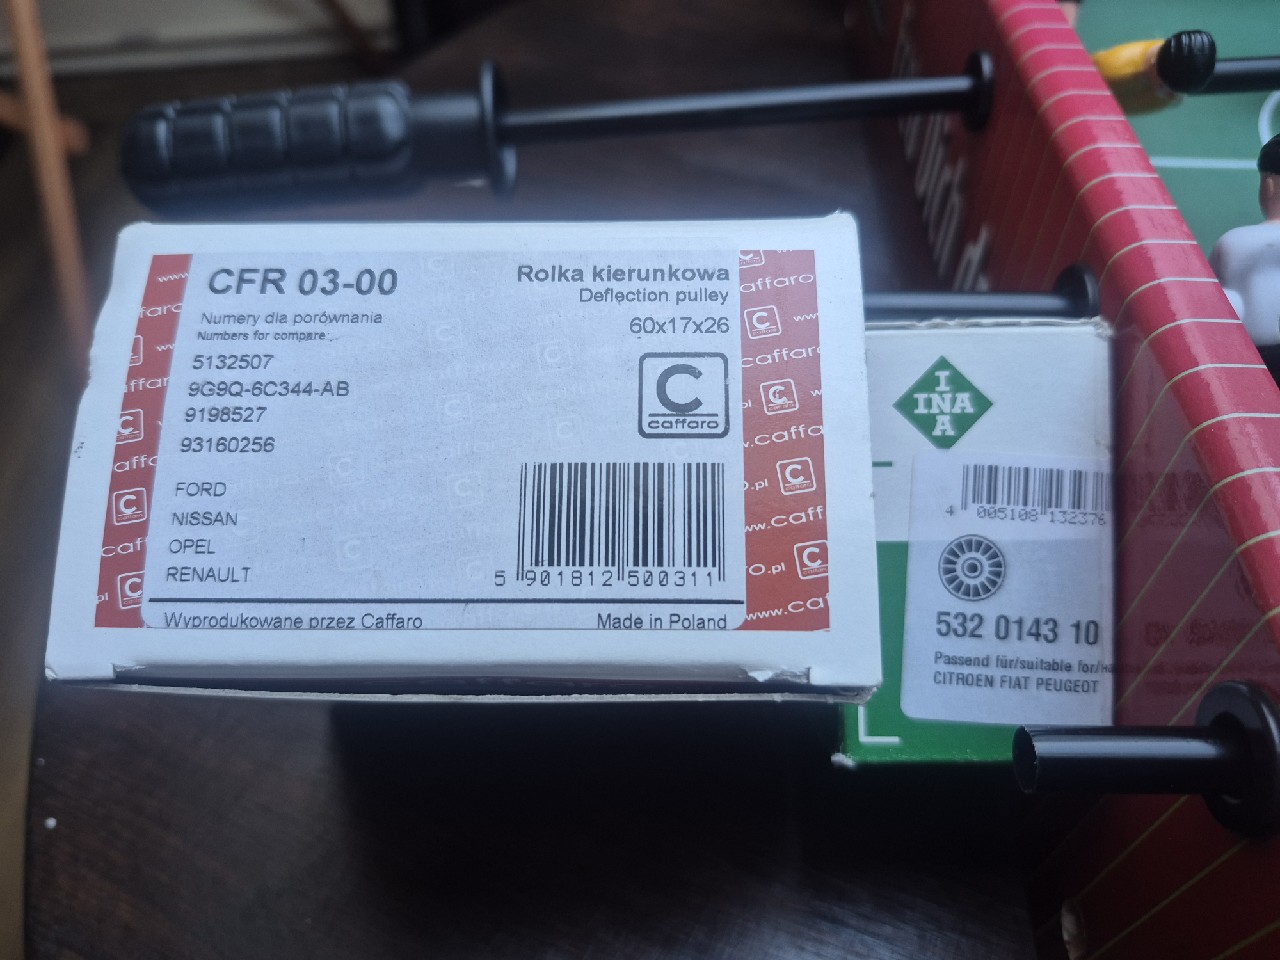 CFR 03-00
Rolka kierunkowa
Deflection pulley
60x17x26
Numery dla porównania
Numbers for compare:
5132507
9G9Q-6C344-AB
9198527
93160256
FORD
NISSAN
OPEL
RENAULT
C
caffaro
5 901812 500311
Wyprodukowane przez Caffaro
Made in Poland
INA
4 005108 132376
532 0143 10
Passend für/suitable for/
CITROEN FIAT PEUGEOT